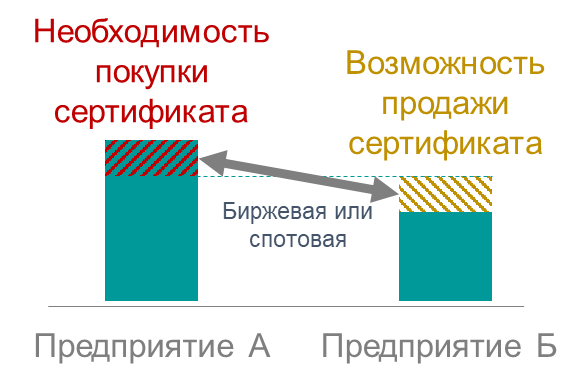 Необходимость
покупки
сертификата
Возможность
продажи
сертификата
Биржевая или
спотовая
Предприятие А
Предприятие Б